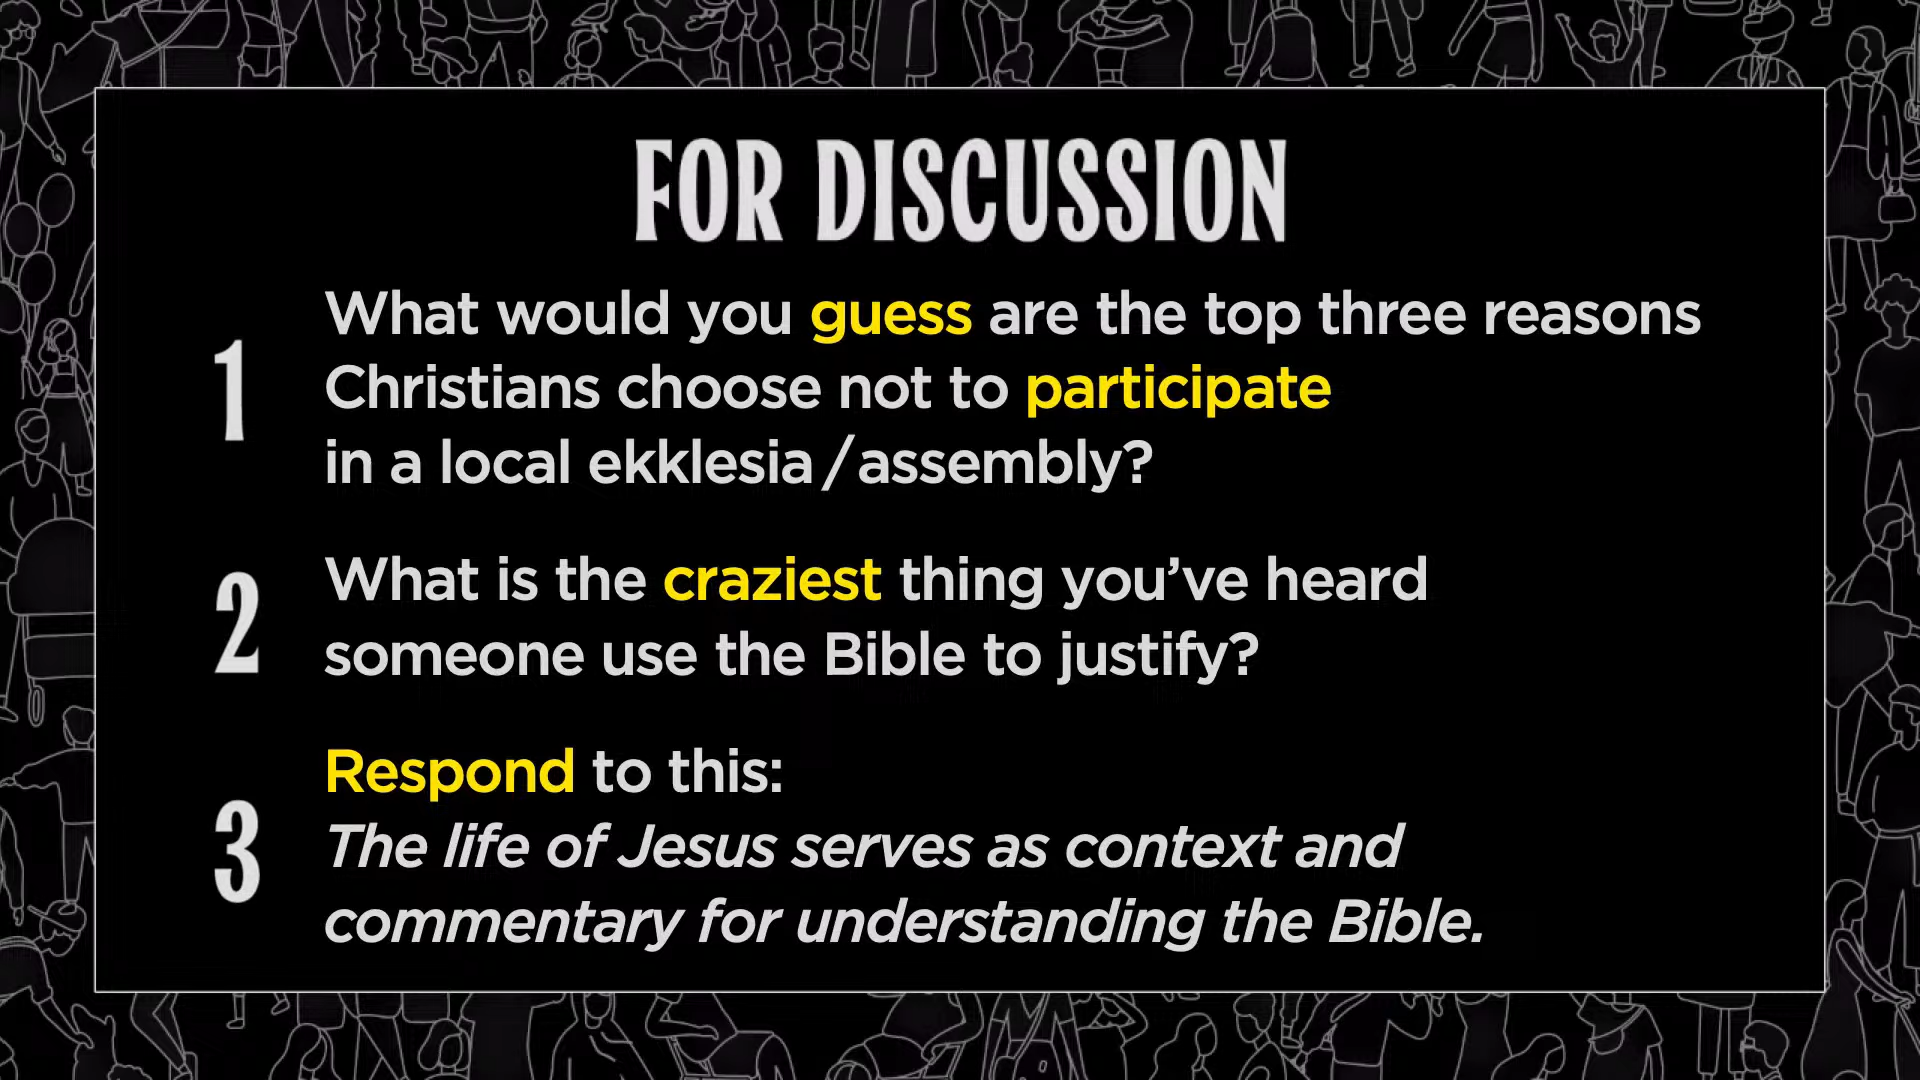 FOR DISCUSSION
1
What would you guess are the top three reasons
Christians choose not to participate
in a local ekklesia/assembly?
2
What is the craziest thing you’ve heard
someone use the Bible to justify?
3
Respond to this:
The life of Jesus serves as context and
commentary for understanding the Bible.